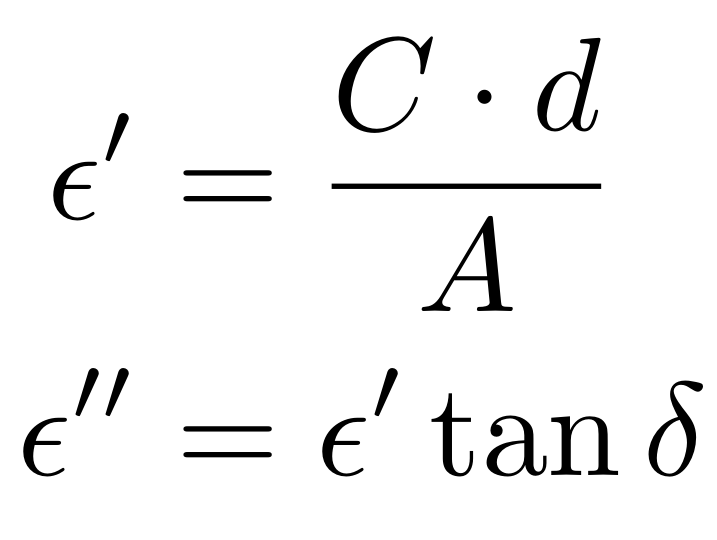 ϵ′ = C · d / A
ϵ″ = ϵ′ tan δ